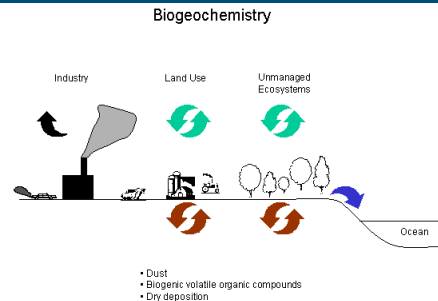 Biogeochemistry
Industry
Land Use
Unmanaged
Ecosystems
Ocean
• Dust
• Biogenic volatile organic compounds
• Dry deposition